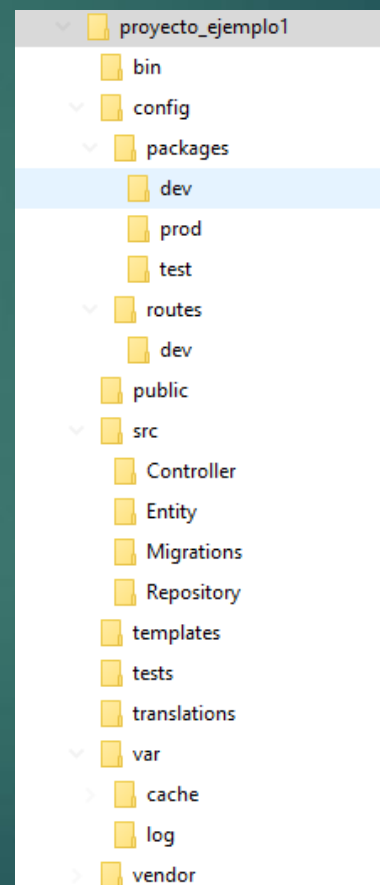 proyecto_ejemplo1
bin
config
packages
dev
prod
test
routes
dev
public
src
Controller
Entity
Migrations
Repository
templates
tests
translations
var
cache
log
vendor